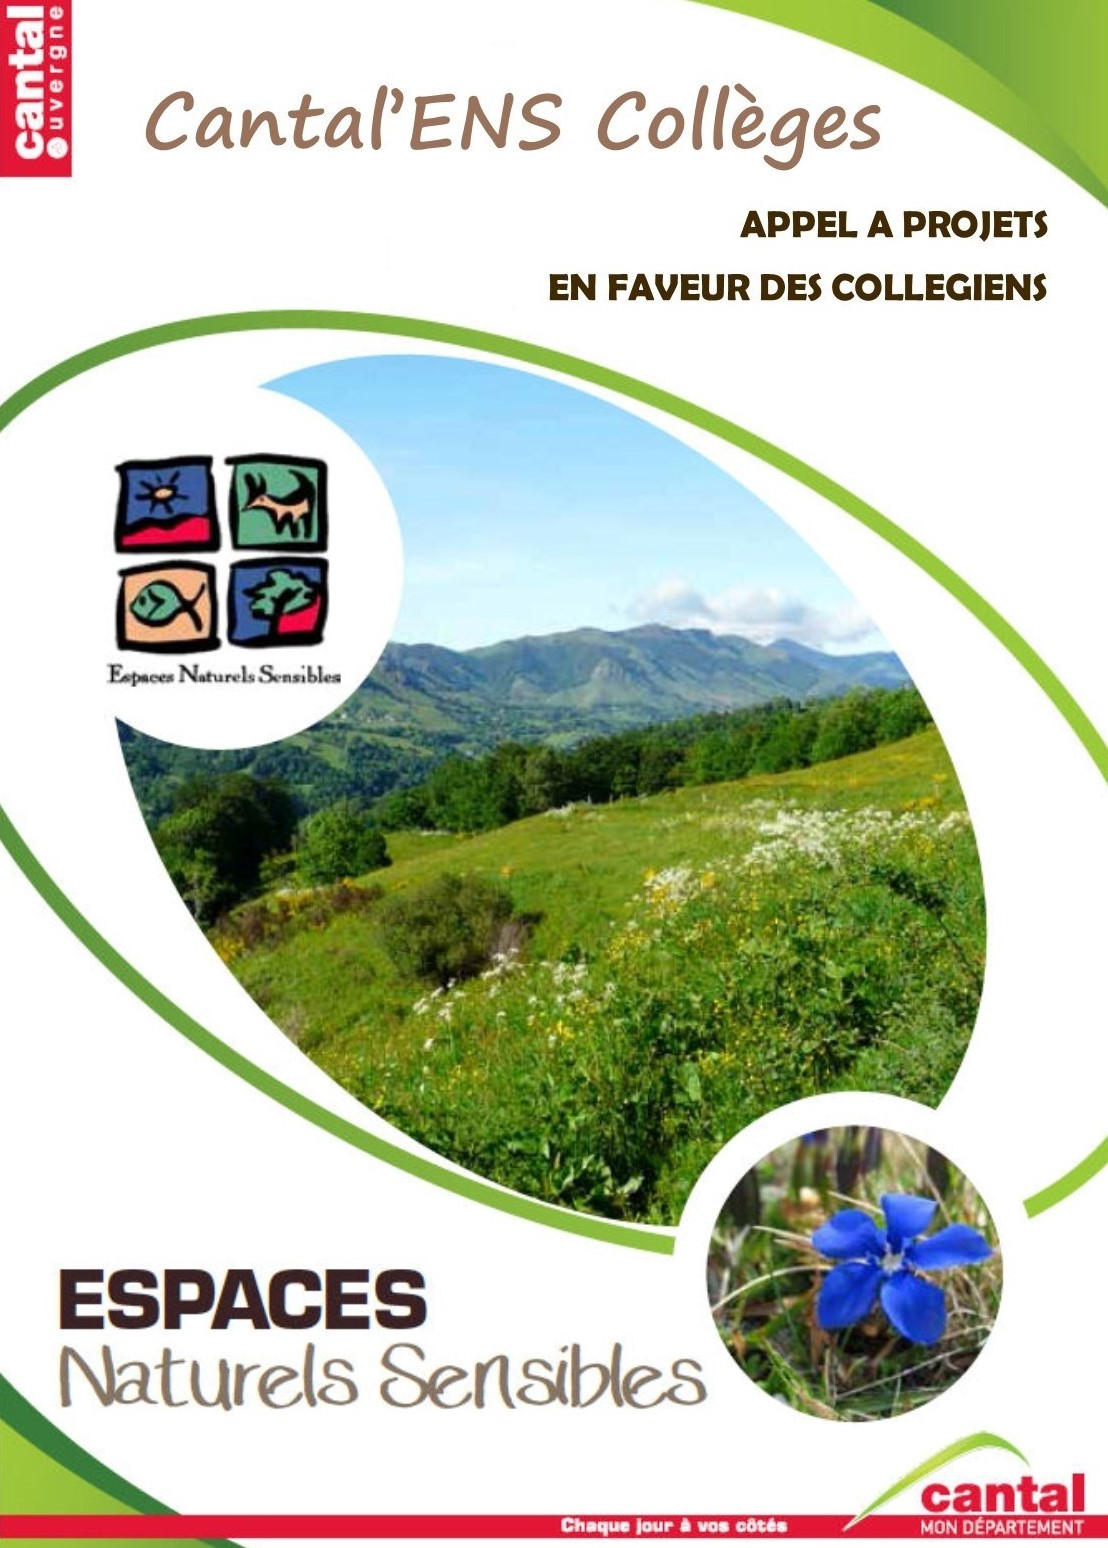 cantal
auvergne
Cantal'ENS Collèges
APPEL A PROJETS
EN FAVEUR DES COLLEGIENS
Espaces Naturels Sensibles
ESPACES
Naturels Sensibles
Chaque jour à vos côtés
cantal
MON DÉPARTEMENT